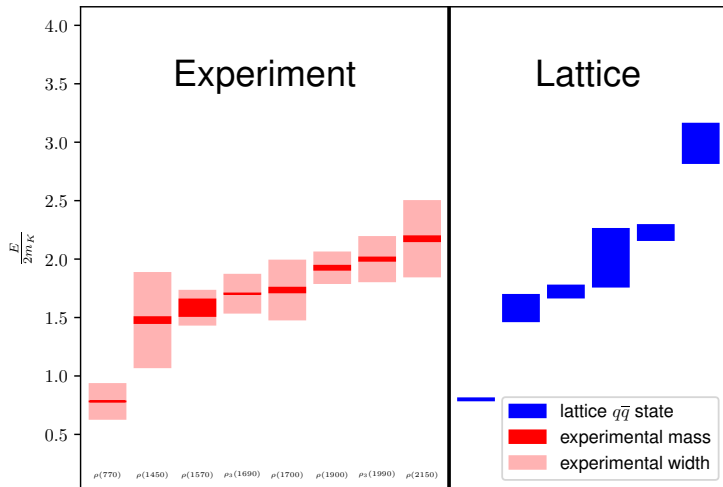 Experiment
Lattice
4.0
3.5
3.0
2.5
2.0
1.5
1.0
0.5
E
2m_K
ρ(770) ρ(1450) ρ(1570) ρ₃(1690) ρ(1700) ρ(1900) ρ₃(1990) ρ(2150)
lattice qq̅ state
experimental mass
experimental width